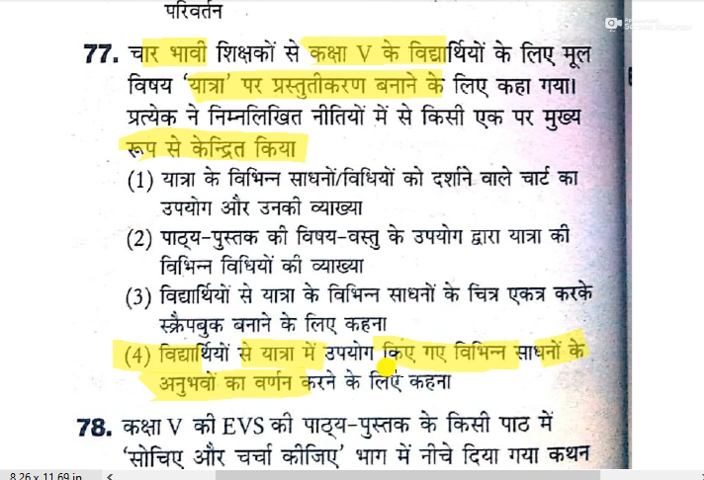 परिवर्तन
77. चार भावी शिक्षकों से कक्षा V के विद्यार्थियों के लिए मूल
विषय 'यात्रा' पर प्रस्तुतीकरण बनाने के लिए कहा गया।
प्रत्येक ने निम्नलिखित नीतियों में से किसी एक पर मुख्य
रूप से केन्द्रित किया
(1) यात्रा के विभिन्न साधनों/विधियों को दर्शाने वाले चार्ट का
उपयोग और उनकी व्याख्या
(2) पाठ्य-पुस्तक की विषय-वस्तु के उपयोग द्वारा यात्रा की
विभिन्न विधियों की व्याख्या
(3) विद्यार्थियों से यात्रा के विभिन्न साधनों के चित्र एकत्र करके
स्क्रैपबुक बनाने के लिए कहना
(4) विद्यार्थियों से यात्रा में उपयोग किए गए विभिन्न साधनों के
अनुभवों का वर्णन करने के लिए कहना
78. कक्षा V की EVS की पाठ्य-पुस्तक के किसी पाठ में
'सोचिए और चर्चा कीजिए' भाग में नीचे दिया गया कथन
8.26 x 11.69 in